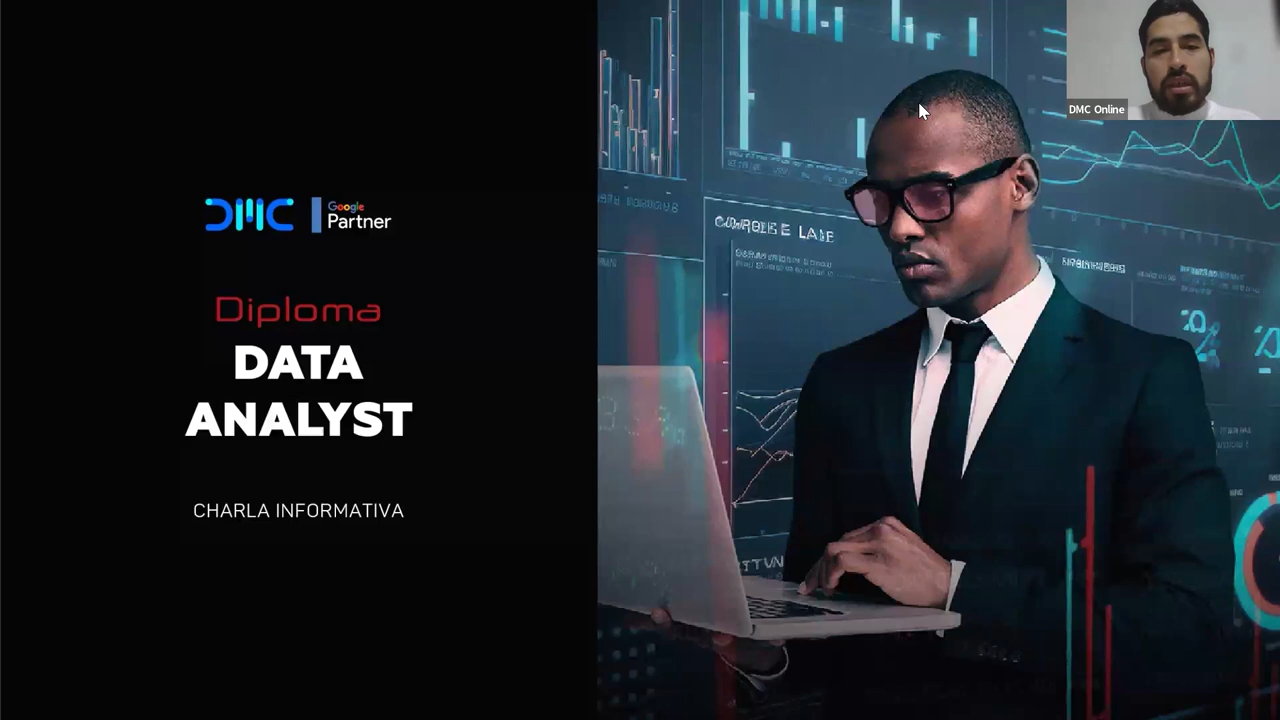 DMC
Google
Partner
Diploma
DATA
ANALYST
CHARLA INFORMATIVA
DMC Online